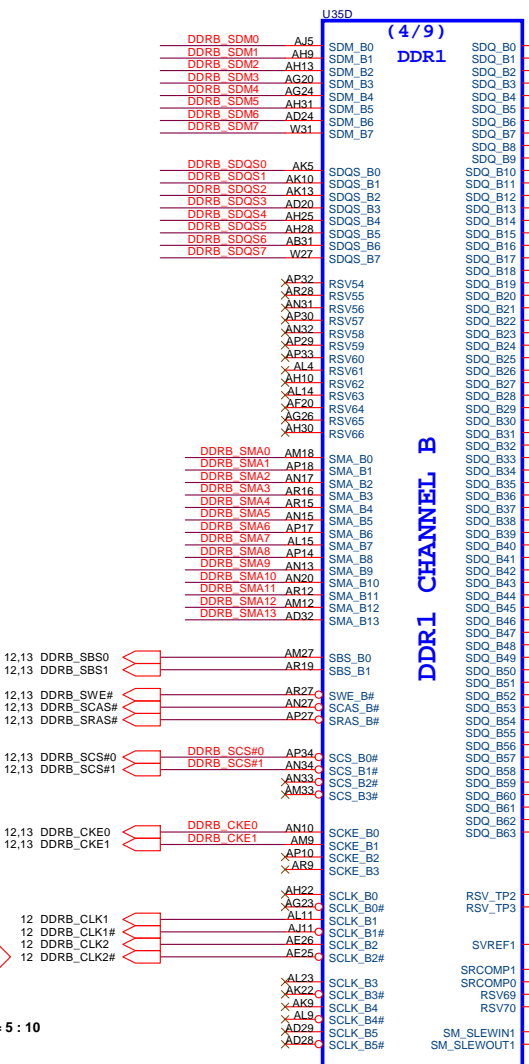 U35D
(4/9)
DDR1
DDRB_SDM0 AJ5 SDM_B0 SDQ_B0
DDRB_SDM1 AH9 SDM_B1 SDQ_B1
DDRB_SDM2 AH13 SDM_B2 SDQ_B2
DDRB_SDM3 AG20 SDM_B3 SDQ_B3
DDRB_SDM4 AG24 SDM_B4 SDQ_B4
DDRB_SDM5 AH31 SDM_B5 SDQ_B5
DDRB_SDM6 AD24 SDM_B6 SDQ_B6
DDRB_SDM7 W31 SDM_B7 SDQ_B7
SDQ_B8
SDQ_B9
DDRB_SDQS0 AK5 SDQS_B0 SDQ_B10
DDRB_SDQS1 AK10 SDQS_B1 SDQ_B11
DDRB_SDQS2 AK13 SDQS_B2 SDQ_B12
DDRB_SDQS3 AD20 SDQS_B3 SDQ_B13
DDRB_SDQS4 AH25 SDQS_B4 SDQ_B14
DDRB_SDQS5 AH28 SDQS_B5 SDQ_B15
DDRB_SDQS6 AB31 SDQS_B6 SDQ_B16
DDRB_SDQS7 W27 SDQS_B7 SDQ_B17
SDQ_B18
AP32 RSV54 SDQ_B19
AR28 RSV55 SDQ_B20
AN31 RSV56 SDQ_B21
AP30 RSV57 SDQ_B22
AN32 RSV58 SDQ_B23
AP29 RSV59 SDQ_B24
AP33 RSV60 SDQ_B25
AL4 RSV61 SDQ_B26
AH10 RSV62 SDQ_B27
AL14 RSV63 SDQ_B28
AF20 RSV64 SDQ_B29
AG26 RSV65 SDQ_B30
AH30 RSV66 SDQ_B31
SDQ_B32
DDRB_SMA0 AM18 SMA_B0 SDQ_B33
DDRB_SMA1 AP18 SMA_B1 SDQ_B34
DDRB_SMA2 AN17 SMA_B2 SDQ_B35
DDRB_SMA3 AR16 SMA_B3 SDQ_B36
DDRB_SMA4 AR15 SMA_B4 SDQ_B37
DDRB_SMA5 AN15 SMA_B5 SDQ_B38
DDRB_SMA6 AP17 SMA_B6 SDQ_B39
DDRB_SMA7 AL15 SMA_B7 SDQ_B40
DDRB_SMA8 AP14 SMA_B8 SDQ_B41
DDRB_SMA9 AN13 SMA_B9 SDQ_B42
DDRB_SMA10 AN20 SMA_B10 SDQ_B43
DDRB_SMA11 AR12 SMA_B11 SDQ_B44
DDRB_SMA12 AM12 SMA_B12 SDQ_B45
DDRB_SMA13 AD32 SMA_B13 SDQ_B46
DDR1 CHANNEL B
SDQ_B47
SDQ_B48
12,13 DDRB_SBS0 AM27 SBS_B0 SDQ_B49
12,13 DDRB_SBS1 AR19 SBS_B1 SDQ_B50
SDQ_B51
12,13 DDRB_SWE# AR27 SWE_B# SDQ_B52
12,13 DDRB_SCAS# AN27 SCAS_B# SDQ_B53
12,13 DDRB_SRAS# AP27 SRAS_B# SDQ_B54
SDQ_B55
SDQ_B56
12,13 DDRB_SCS#0 DDRB_SCS#0 AP34 SCS_B0# SDQ_B57
12,13 DDRB_SCS#1 DDRB_SCS#1 AN34 SCS_B1# SDQ_B58
AN33 SCS_B2# SDQ_B59
AM33 SCS_B3# SDQ_B60
SDQ_B61
SDQ_B62
12,13 DDRB_CKE0 DDRB_CKE0 AN10 SCKE_B0 SDQ_B63
12,13 DDRB_CKE1 DDRB_CKE1 AM9 SCKE_B1
AP10 SCKE_B2
AR9 SCKE_B3
AH22 SCLK_B0 RSV_TP2
AG23 SCLK_B0# RSV_TP3
12 DDRB_CLK1 AL11 SCLK_B1
12 DDRB_CLK1# AJ11 SCLK_B1#
12 DDRB_CLK2 AE26 SCLK_B2 SVREF1
12 DDRB_CLK2# AE25 SCLK_B2#
SRCOMP1
AL23 SCLK_B3 SRCOMP0
AK22 SCLK_B3# RSV69
AK9 SCLK_B4 RSV70
AL9 SCLK_B4#
= 5 : 10
AD29 SCLK_B5 SM_SLEWIN1
AD28 SCLK_B5# SM_SLEWOUT1